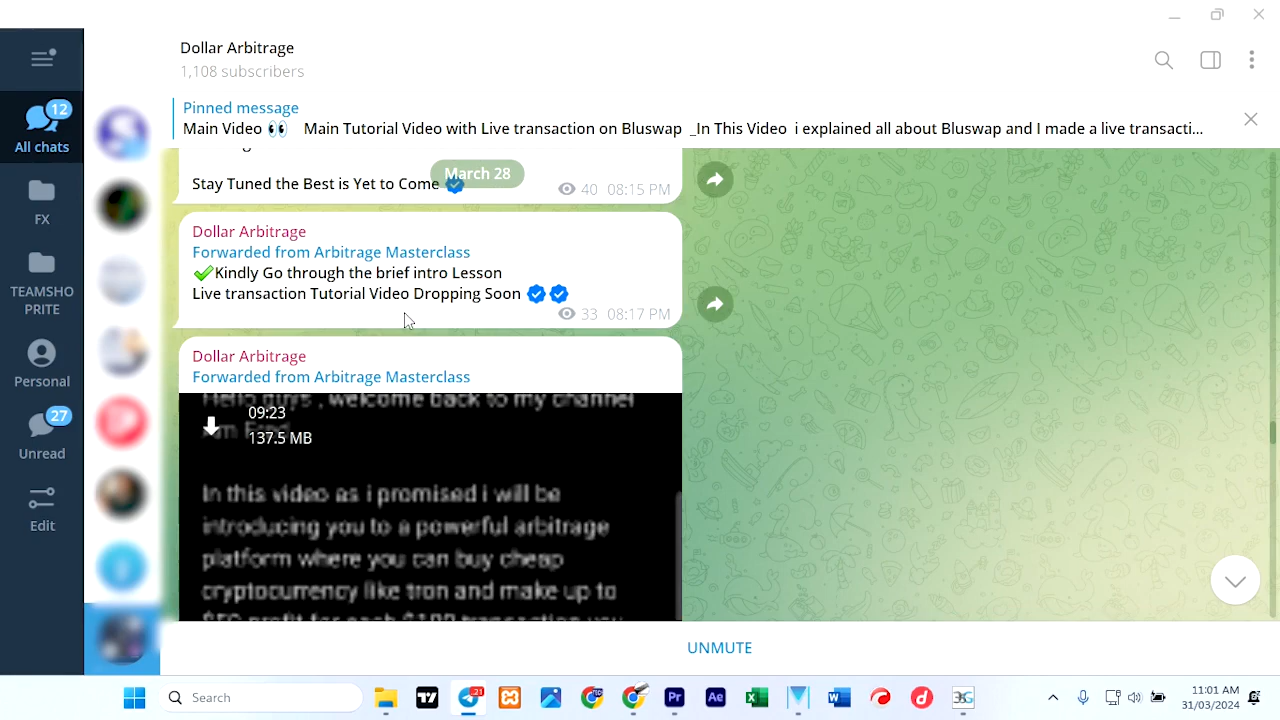 Dollar Arbitrage
1,108 subscribers
Pinned message
Main Video 👀 Main Tutorial Video with Live transaction on Bluswap _In This Video i explained all about Bluswap and I made a live transacti...
12
All chats
FX
TEAMSHO
PRITE
Personal
27
Unread
Edit
March 28
Stay Tuned the Best is Yet to Come
40 08:15 PM
Dollar Arbitrage
Forwarded from Arbitrage Masterclass
✅Kindly Go through the brief intro Lesson
Live transaction Tutorial Video Dropping Soon
33 08:17 PM
Dollar Arbitrage
Forwarded from Arbitrage Masterclass
Hello guys , welcome back to my channel
09:23
137.5 MB
In this video as i promised i will be
introducing you to a powerful arbitrage
platform where you can buy cheap
cryptocurrency like tron and make up to
UNMUTE
Search
21
11:01 AM
31/03/2024